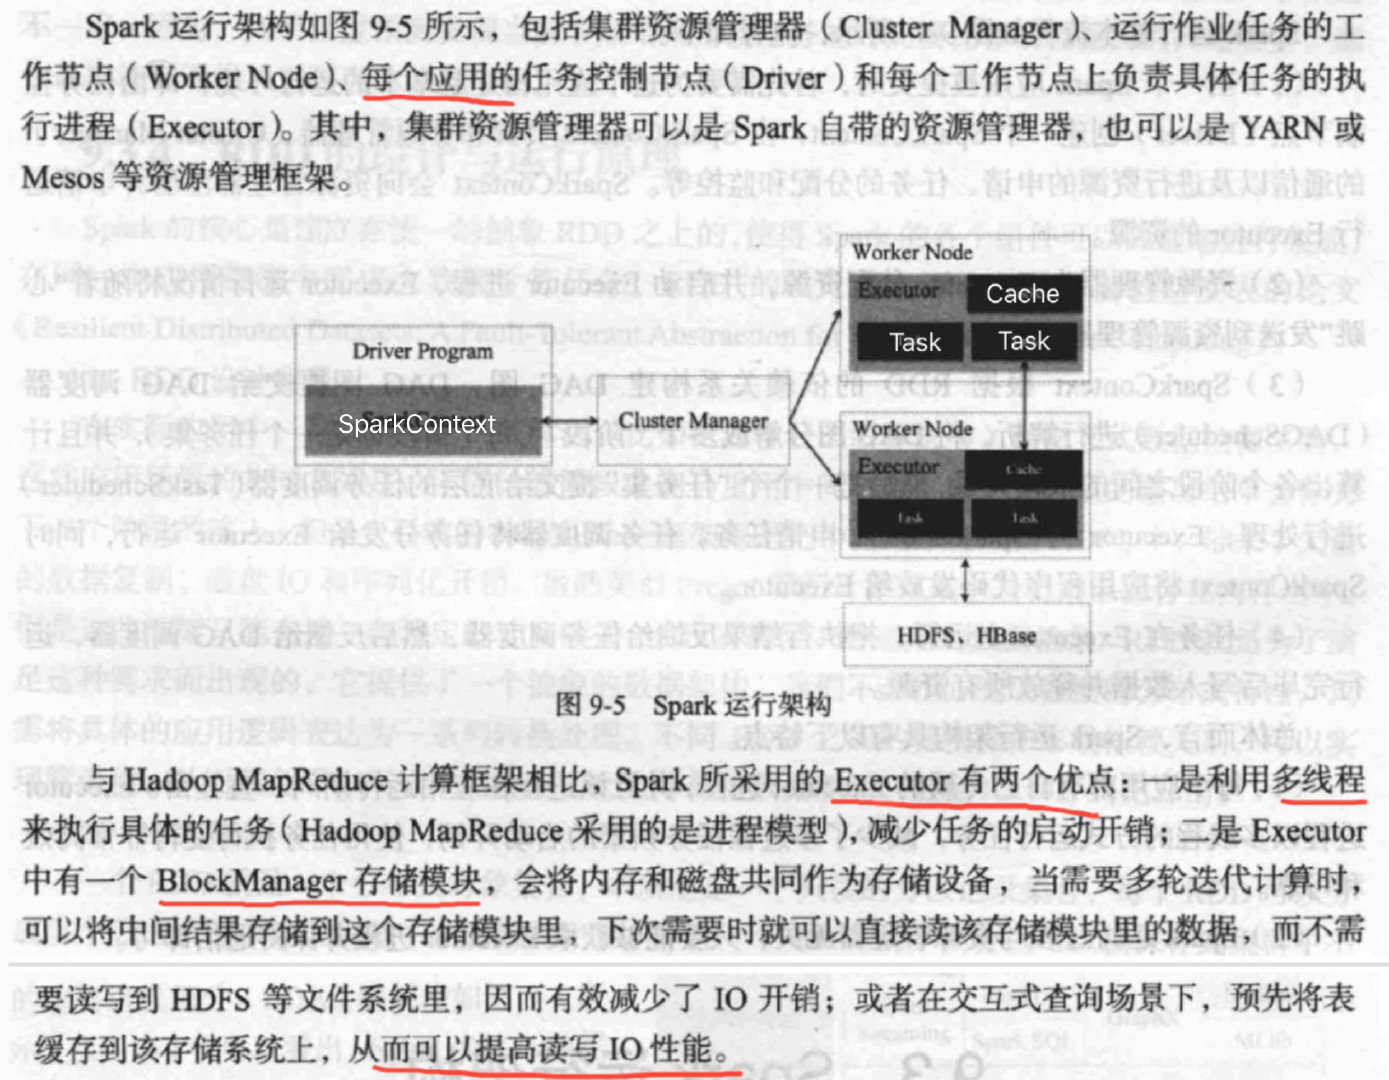 Spark 运行架构如图 9-5 所示，包括集群资源管理器（Cluster Manager）、运行作业任务的工
作节点（Worker Node）、每个应用的任务控制节点（Driver）和每个工作节点上负责具体任务的执
行进程（Executor）。其中，集群资源管理器可以是 Spark 自带的资源管理器，也可以是 YARN 或
Mesos 等资源管理框架。
Worker Node
Executor
Cache
Task
Task
Driver Program
SparkContext
Cluster Manager
Worker Node
Executor
Cache
Task
Task
HDFS、HBase
图 9-5 Spark 运行架构
与 Hadoop MapReduce 计算框架相比，Spark 所采用的 Executor 有两个优点：一是利用多线程
来执行具体的任务（Hadoop MapReduce 采用的是进程模型），减少任务的启动开销；二是 Executor
中有一个 BlockManager 存储模块，会将内存和磁盘共同作为存储设备，当需要多轮迭代计算时，
可以将中间结果存储到这个存储模块里，下次需要时就可以直接读该存储模块里的数据，而不需
要读写到 HDFS 等文件系统里，因而有效减少了 IO 开销；或者在交互式查询场景下，预先将表
缓存到该存储系统上，从而可以提高读写 IO 性能。